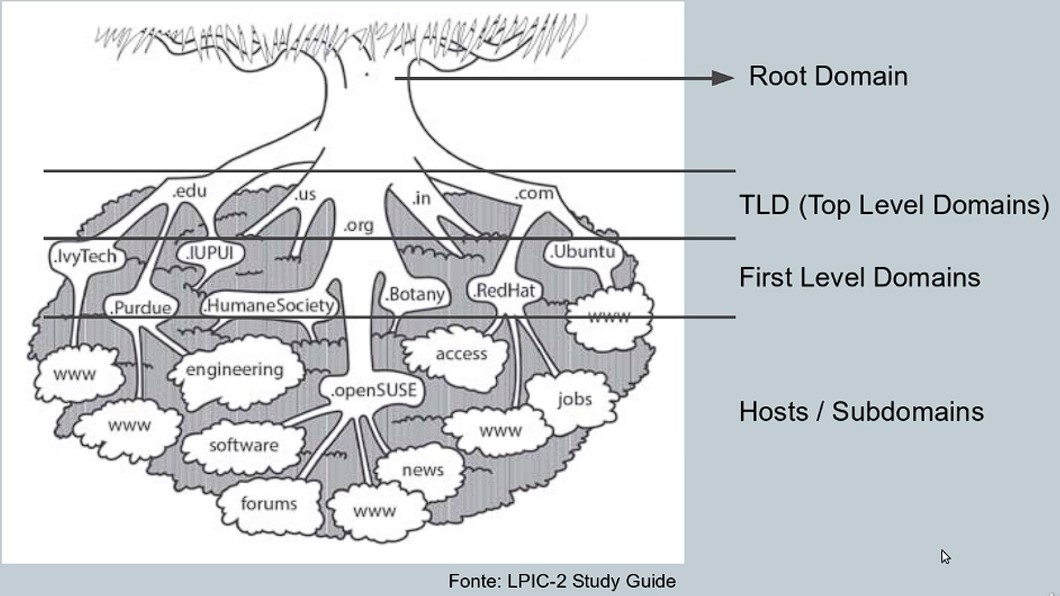 Root Domain
.edu
.us
.in
.com
TLD (Top Level Domains)
.org
.IvyTech
.IUPUI
.Ubuntu
First Level Domains
.Purdue
.HumaneSociety
.Botany
.RedHat
www
www
engineering
access
.openSUSE
jobs
Hosts / Subdomains
www
software
www
news
forums
www
Fonte: LPIC-2 Study Guide